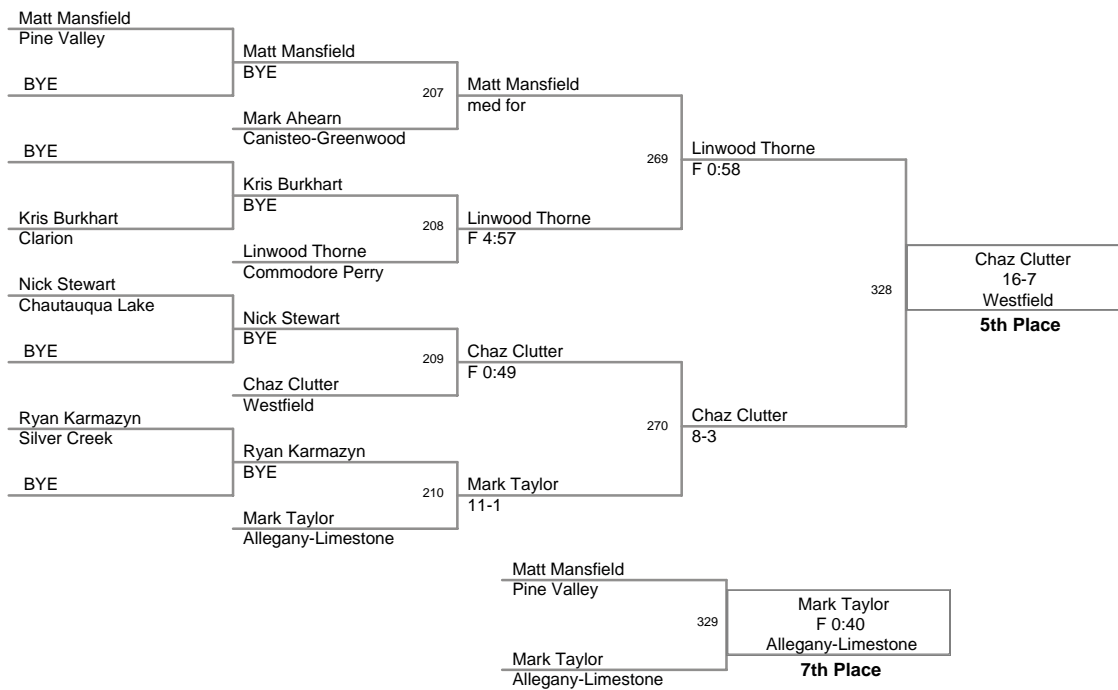 Matt Mansfield
Pine Valley
BYE
BYE
Kris Burkhart
Clarion
Nick Stewart
Chautauqua Lake
BYE
Ryan Karmazyn
Silver Creek
BYE
Matt Mansfield
BYE
207
Mark Ahearn
Canisteo-Greenwood
Kris Burkhart
BYE
208
Linwood Thorne
Commodore Perry
Nick Stewart
BYE
209
Chaz Clutter
Westfield
Ryan Karmazyn
BYE
210
Mark Taylor
Allegany-Limestone
Matt Mansfield
med for
269
Linwood Thorne
F 4:57
Chaz Clutter
F 0:49
270
Mark Taylor
11-1
Linwood Thorne
F 0:58
328
Chaz Clutter
8-3
Chaz Clutter
16-7
Westfield
5th Place
Matt Mansfield
Pine Valley
329
Mark Taylor
Allegany-Limestone
Mark Taylor
F 0:40
Allegany-Limestone
7th Place